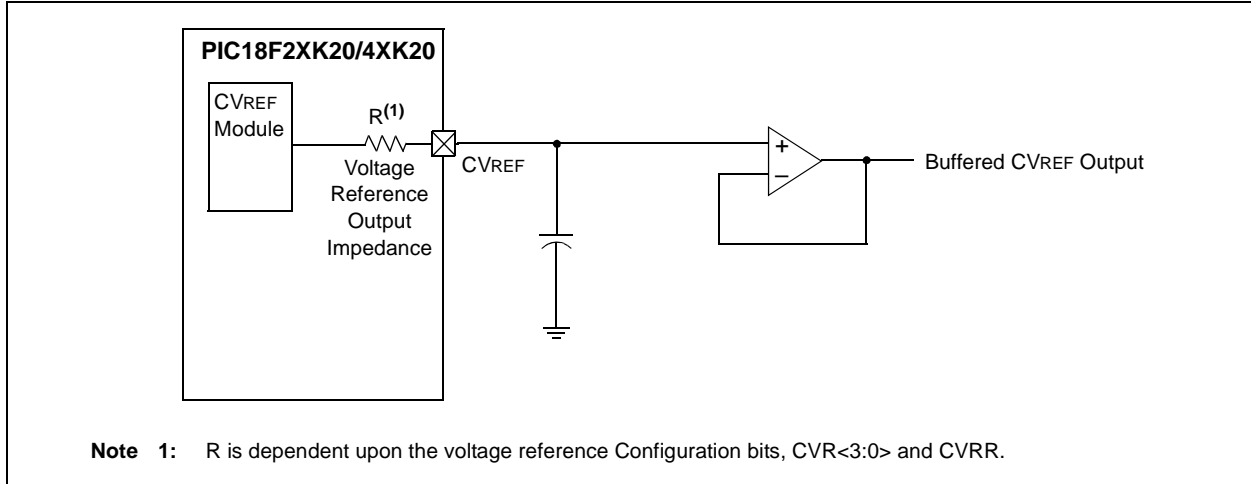 PIC18F2XK20/4XK20
CVREF
Module
R(1)
Voltage
Reference
Output
Impedance
CVREF
+
–
Buffered CVREF Output
Note 1: R is dependent upon the voltage reference Configuration bits, CVR<3:0> and CVRR.